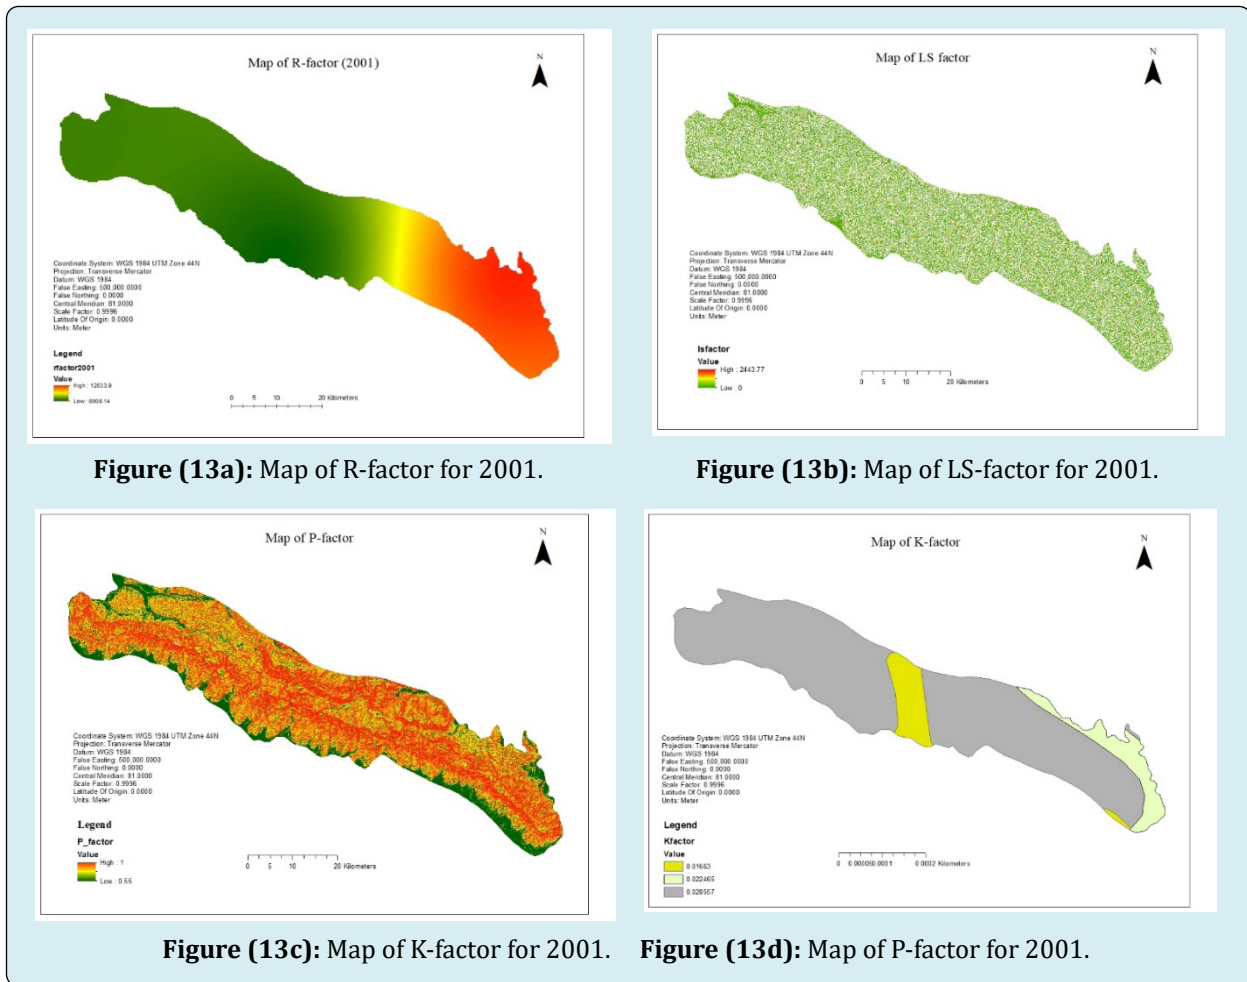 Map of R-factor (2001)
N
Coordinate System: WGS 1984 UTM Zone 44N
Projection: Transverse Mercator
Datum: WGS 1984
False Easting: 500,000.0000
False Northing: 0.0000
Central Meridian: 81.0000
Scale Factor: 0.9996
Latitude Of Origin: 0.0000
Units: Meter
Legend
rfactor2001
Value
High : 12033.9
Low : 6908.14
0 5 10 20 Kilometers
Figure (13a): Map of R-factor for 2001.
Map of LS factor
N
Coordinate System: WGS 1984 UTM Zone 44N
Projection: Transverse Mercator
Datum: WGS 1984
False Easting: 500,000.0000
False Northing: 0.0000
Central Meridian: 81.0000
Scale Factor: 0.9996
Latitude Of Origin: 0.0000
Units: Meter
lsfactor
Value
High : 2443.77
Low : 0
0 5 10 20 Kilometers
Figure (13b): Map of LS-factor for 2001.
Map of P-factor
N
Coordinate System: WGS 1984 UTM Zone 44N
Projection: Transverse Mercator
Datum: WGS 1984
False Easting: 500,000.0000
False Northing: 0.0000
Central Meridian: 81.0000
Scale Factor: 0.9996
Latitude Of Origin: 0.0000
Units: Meter
Legend
P_factor
Value
High : 1
Low : 0.55
0 5 10 20 Kilometers
Map of K-factor
N
Coordinate System: WGS 1984 UTM Zone 44N
Projection: Transverse Mercator
Datum: WGS 1984
False Easting: 500,000.0000
False Northing: 0.0000
Central Meridian: 81.0000
Scale Factor: 0.9996
Latitude Of Origin: 0.0000
Units: Meter
Legend
Kfactor
Value
0.01663
0.022465
0.028557
0 0.0002 Kilometers
Figure (13c): Map of K-factor for 2001. Figure (13d): Map of P-factor for 2001.